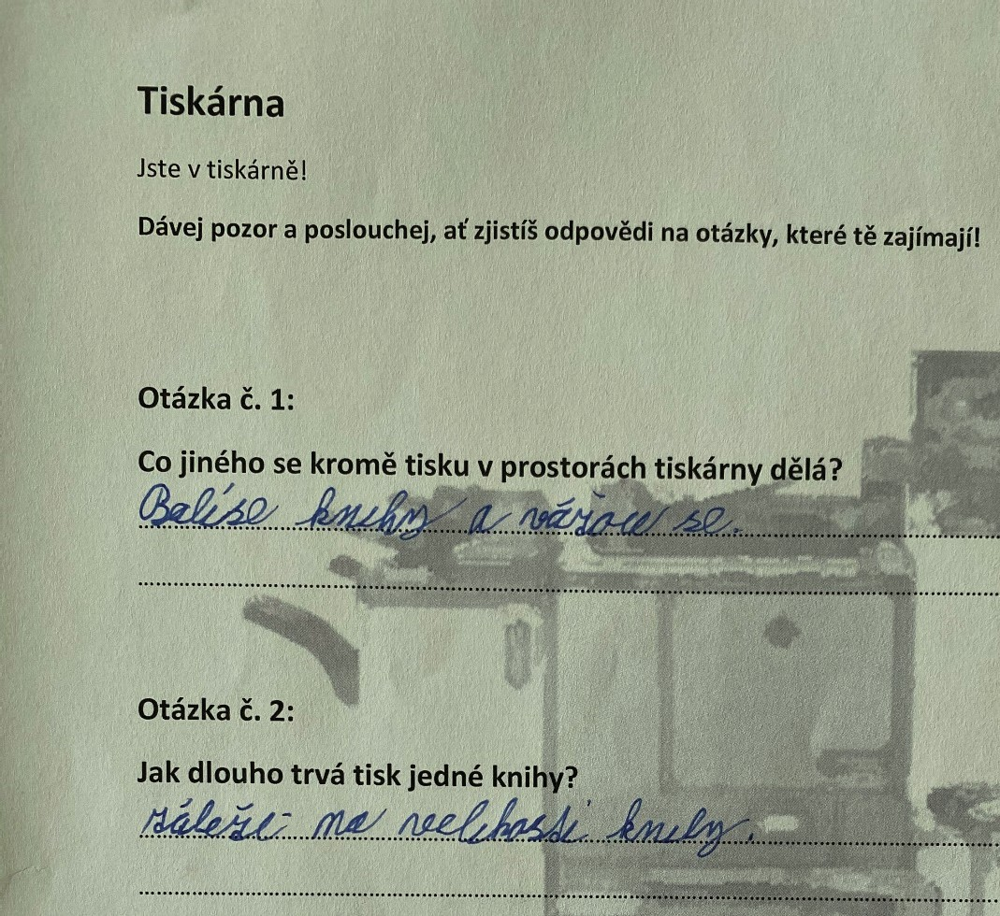 Tiskárna
Jste v tiskárně!
Dávej pozor a poslouchej, ať zjistíš odpovědi na otázky, které tě zajímají!
Otázka č. 1:
Co jiného se kromě tisku v prostorách tiskárny dělá?
Balí se knihy a vážou se.
Otázka č. 2:
Jak dlouho trvá tisk jedné knihy?
záleží na velikosti knihy.